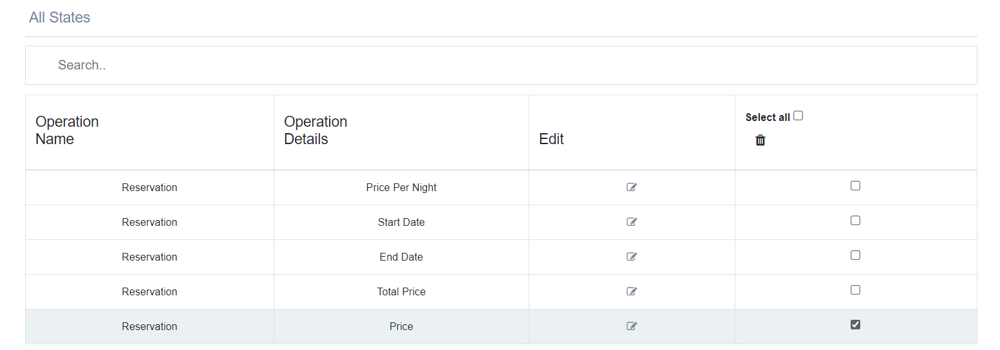 All States
Search..
Operation
Name
Operation
Details
Edit
Select all
Reservation
Price Per Night
Reservation
Start Date
Reservation
End Date
Reservation
Total Price
Reservation
Price